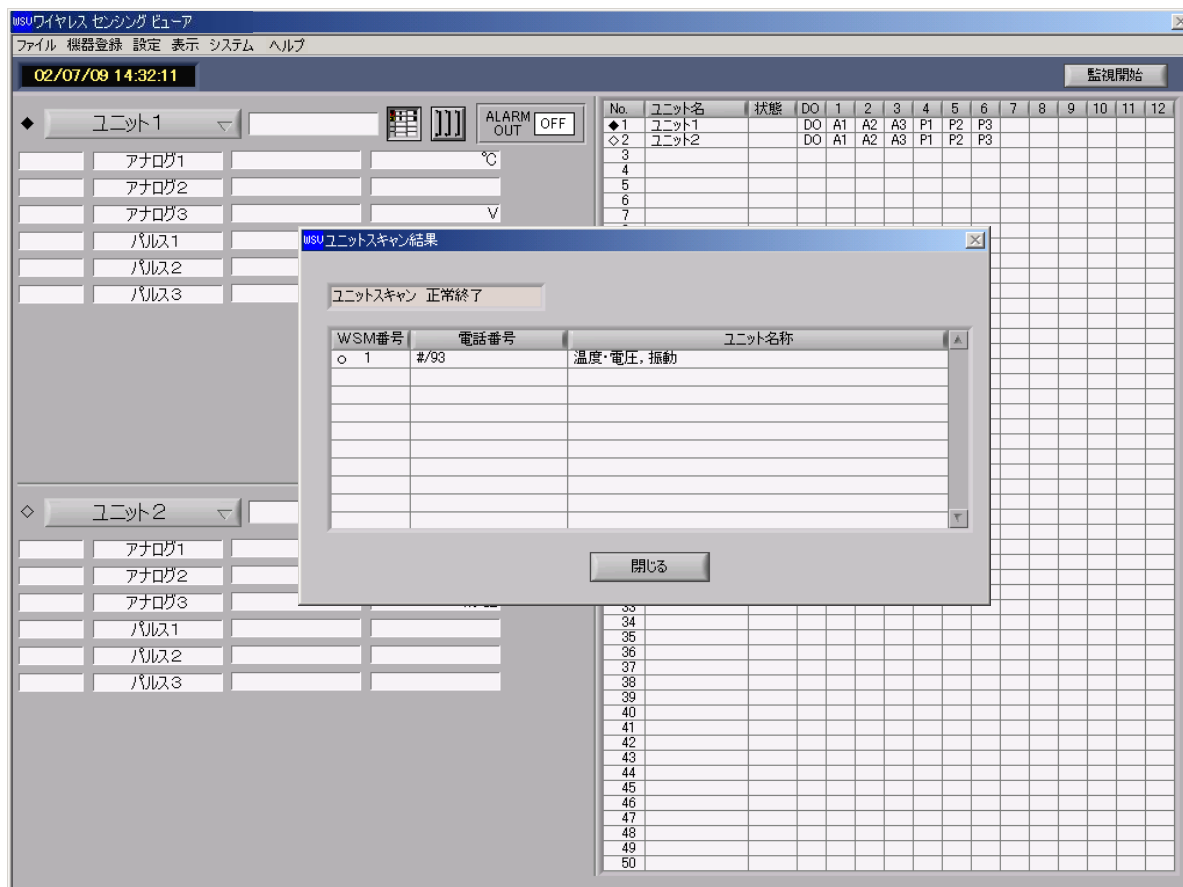 WSVワイヤレス センシング ビューア
ファイル 機器登録 設定 表示 システム ヘルプ
02/07/09 14:32:11 監視開始
◆ ユニット1 ALARM OUT OFF
アナログ1 ℃
アナログ2
アナログ3 V
パルス1
パルス2
パルス3
◇ ユニット2
アナログ1
アナログ2
アナログ3
パルス1
パルス2
パルス3
No. ユニット名 状態 DO 1 2 3 4 5 6 7 8 9 10 11 12
◆1 ユニット1 DO A1 A2 A3 P1 P2 P3
◇2 ユニット2 DO A1 A2 A3 P1 P2 P3
3
4
5
6
7
33
34
35
36
37
38
39
40
41
42
43
44
45
46
47
48
49
50
WSVユニットスキャン結果
ユニットスキャン 正常終了
WSM番号 電話番号 ユニット名称
○ 1 #/93 温度・電圧, 振動
閉じる